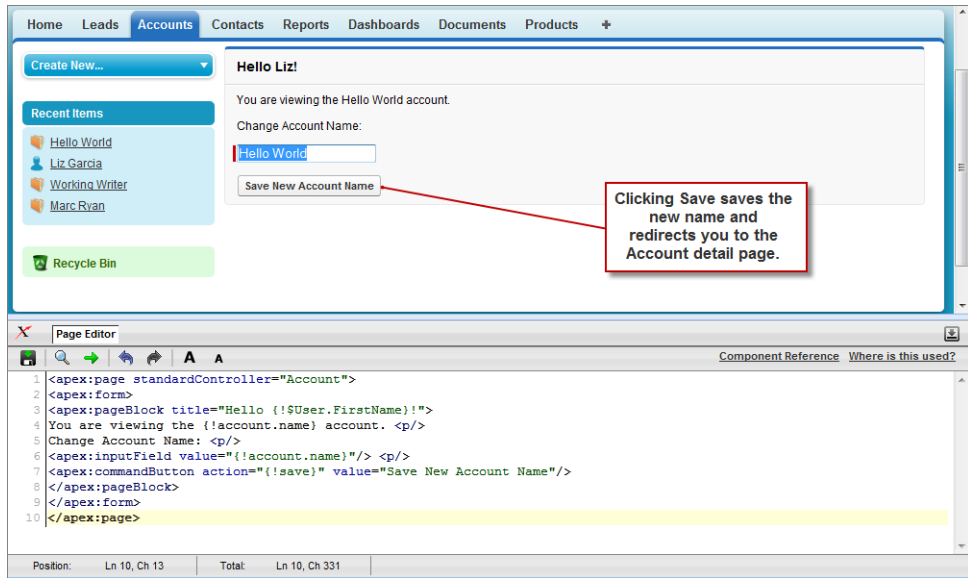 Home Leads Accounts Contacts Reports Dashboards Documents Products +
Create New...
Recent Items
Hello World
Liz Garcia
Working Writer
Marc Ryan
Recycle Bin
Hello Liz!
You are viewing the Hello World account.
Change Account Name:
Hello World
Save New Account Name
Clicking Save saves the
new name and
redirects you to the
Account detail page.
Page Editor
A A Component Reference Where is this used?
1 <apex:page standardController="Account">
2 <apex:form>
3 <apex:pageBlock title="Hello {!$User.FirstName}!">
4 You are viewing the {!account.name} account. <p/>
5 Change Account Name: <p/>
6 <apex:inputField value="{!account.name}"/> <p/>
7 <apex:commandButton action="{!save}" value="Save New Account Name"/>
8 </apex:pageBlock>
9 </apex:form>
10 </apex:page>
Position: Ln 10, Ch 13 Total: Ln 10, Ch 331